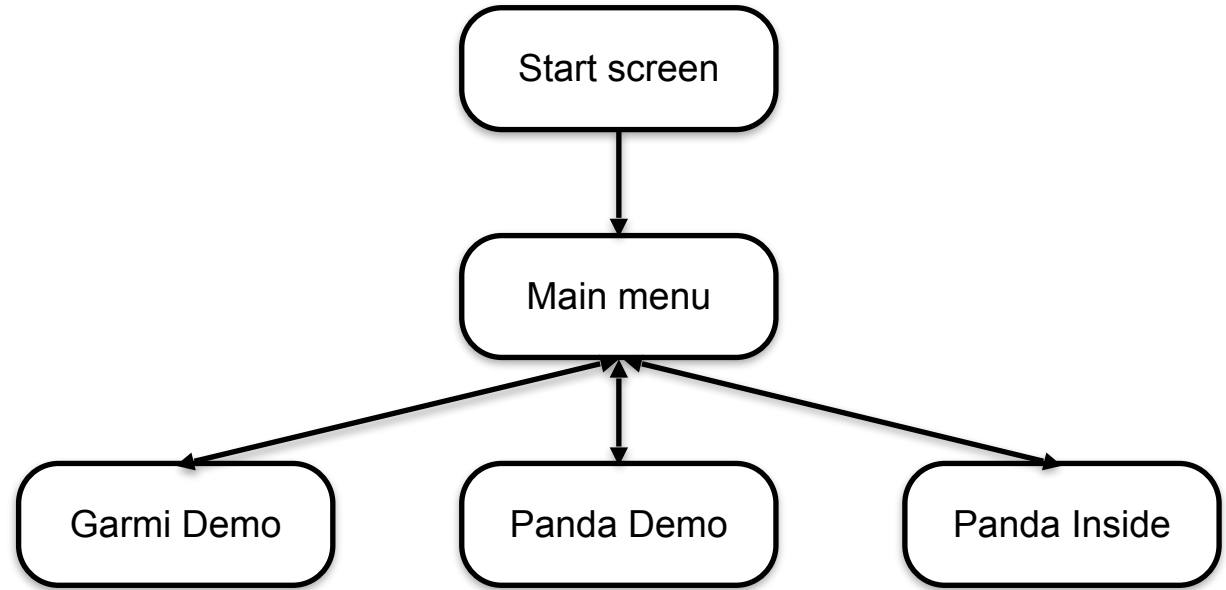 Start screen
Main menu
Garmi Demo
Panda Demo
Panda Inside